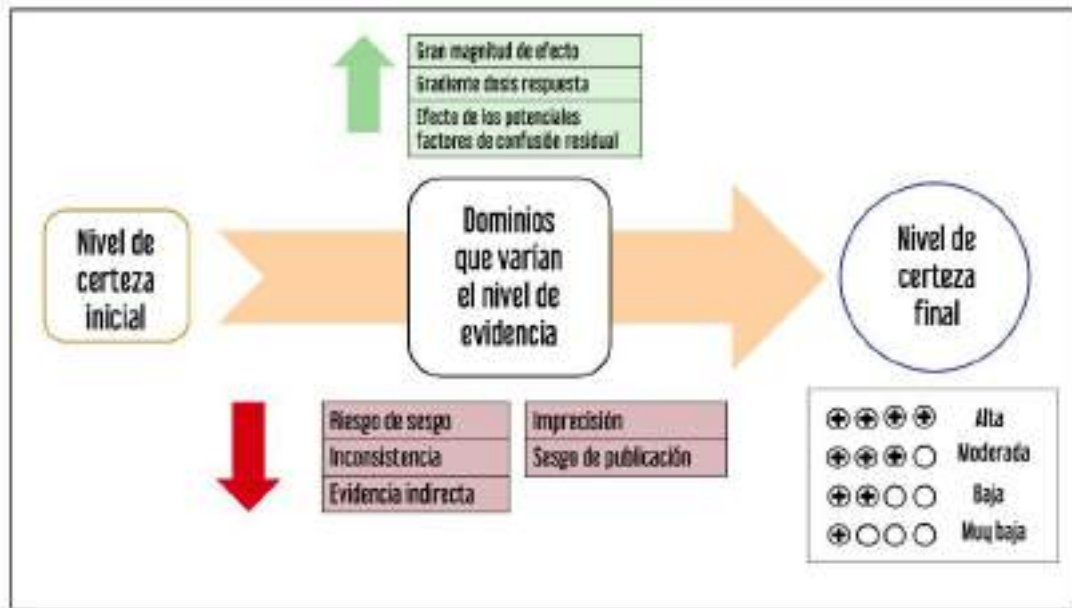 Gran magnitud de efecto
Gradiente dosis respuesta
Efecto de los potenciales
factores de confusión residual
Nivel de
certeza
inicial
Dominios
que varían
el nivel de
evidencia
Nivel de
certeza
final
Riesgo de sesgo
Inconsistencia
Evidencia indirecta
Imprecisión
Sesgo de publicación
Alta
Moderada
Baja
Muy baja